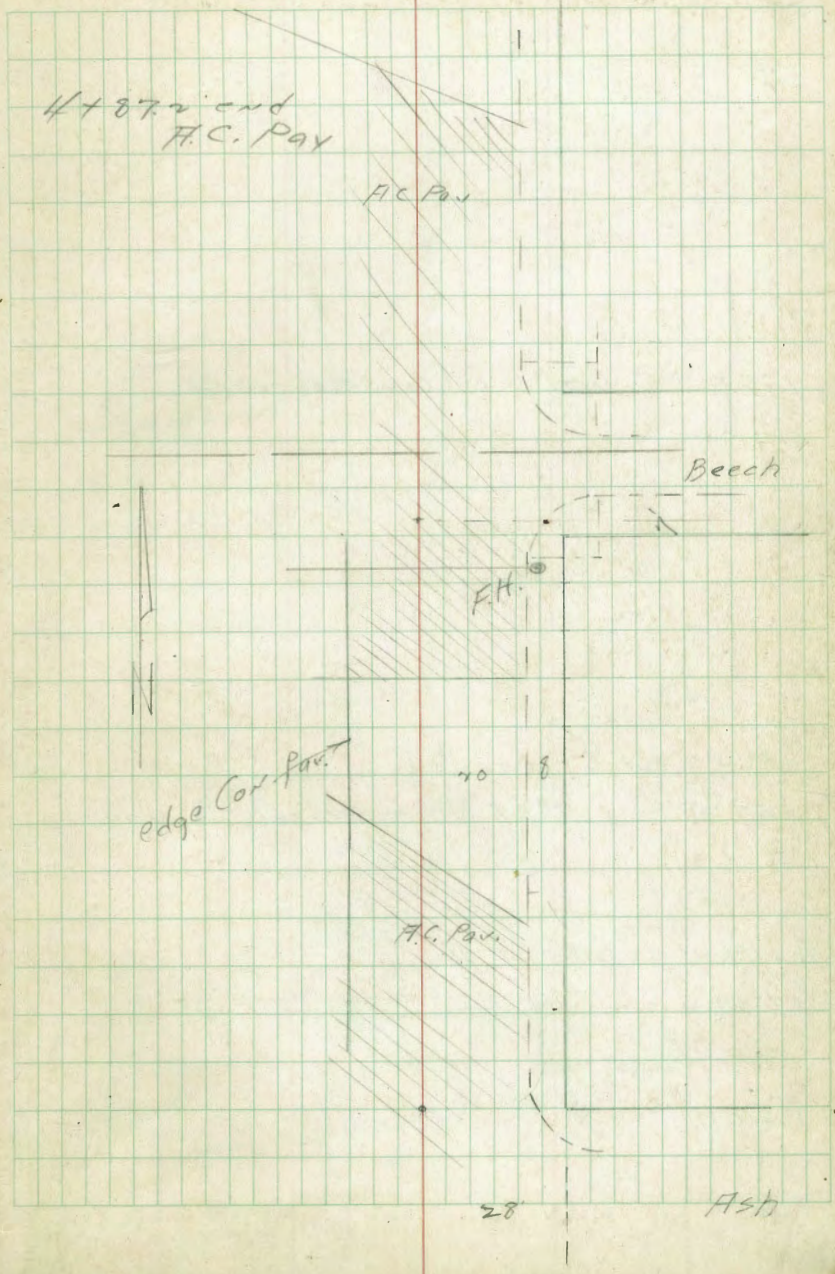 4+87.2 end
A.C. Pav
A.C. Pav
Beech
F.H.
N
edge Con. Pav.
20 8
A.C. Pav.
28
Ash